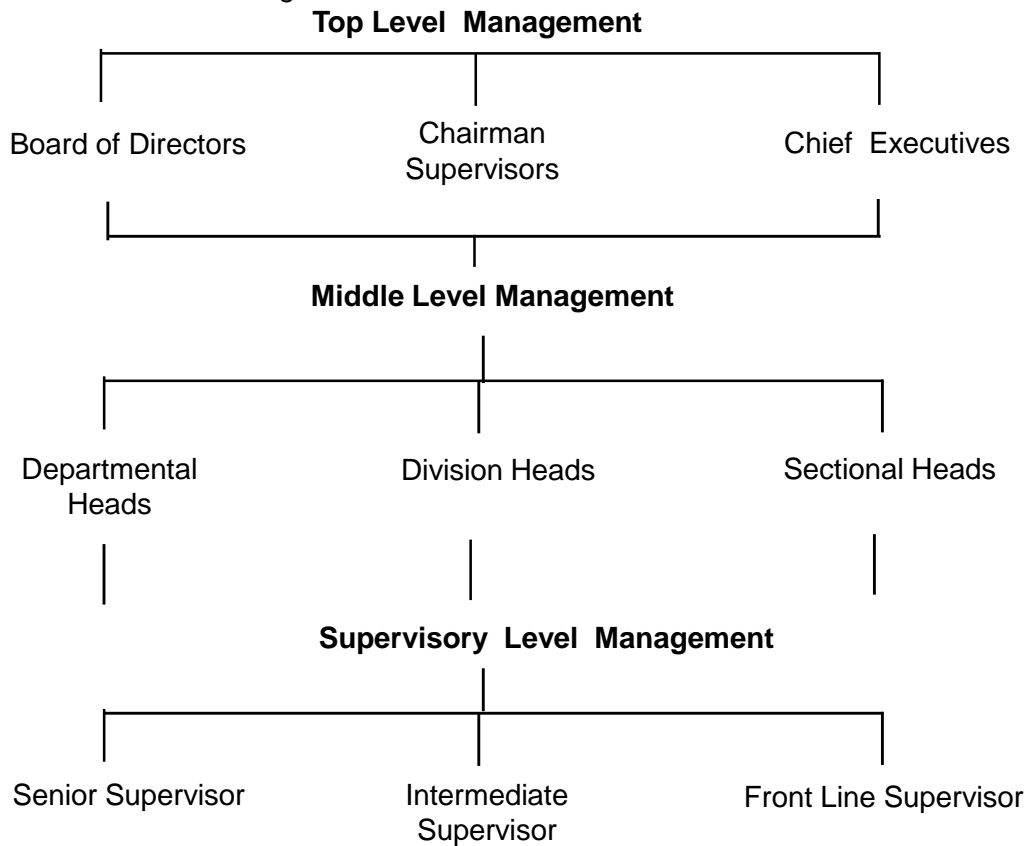 Top Level Management
Board of Directors
Chairman
Supervisors
Chief Executives
Middle Level Management
Departmental
Heads
Division Heads
Sectional Heads
Supervisory Level Management
Senior Supervisor
Intermediate
Supervisor
Front Line Supervisor